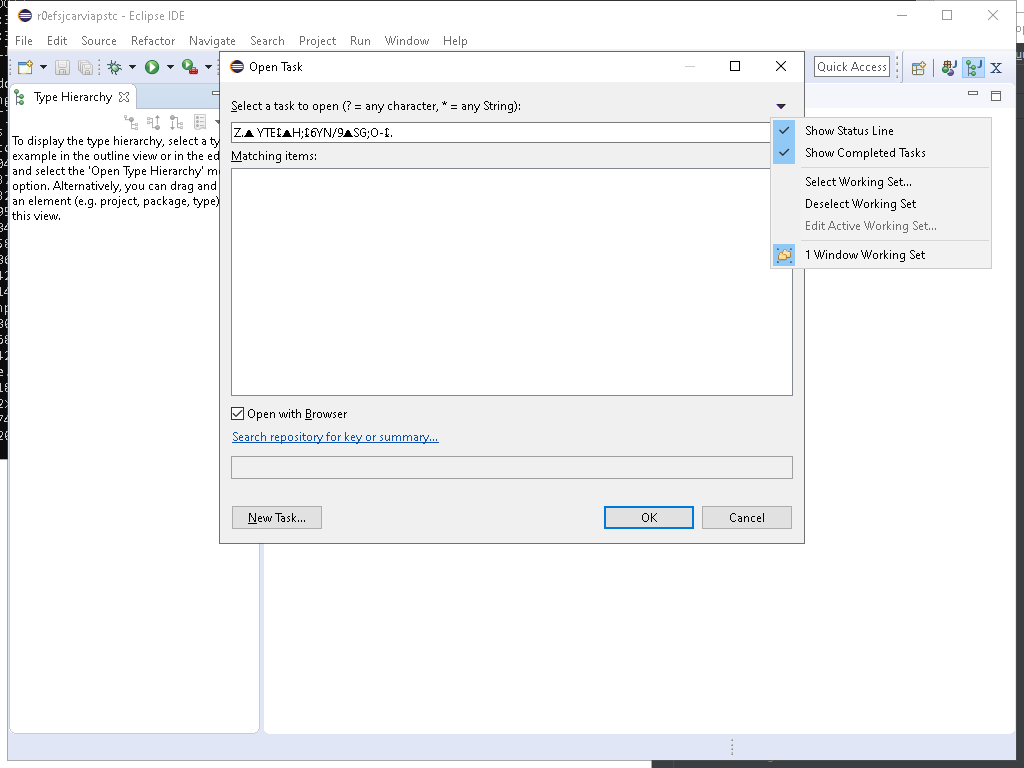 r0efsjcarviapstc - Eclipse IDE
File Edit Source Refactor Navigate Search Project Run Window Help
Quick Access
Type Hierarchy
To display the type hierarchy, select a ty
example in the outline view or in the ed
and select the 'Open Type Hierarchy' m
option. Alternatively, you can drag and
an element (e.g. project, package, type)
this view.
Open Task
Select a task to open (? = any character, * = any String):
Matching items:
Show Status Line
Show Completed Tasks
Select Working Set...
Deselect Working Set
Edit Active Working Set...
1 Window Working Set
Open with Browser
Search repository for key or summary...
New Task...
OK
Cancel